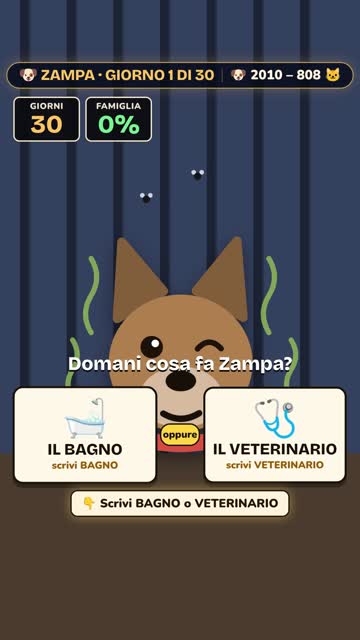 🐶 ZAMPA · GIORNO 1 DI 30 | 🐶 2010 – 808 🐱
GIORNI
30
FAMIGLIA
0%
Domani cosa fa Zampa?
IL BAGNO
scrivi BAGNO
oppure
IL VETERINARIO
scrivi VETERINARIO
👇 Scrivi BAGNO o VETERINARIO